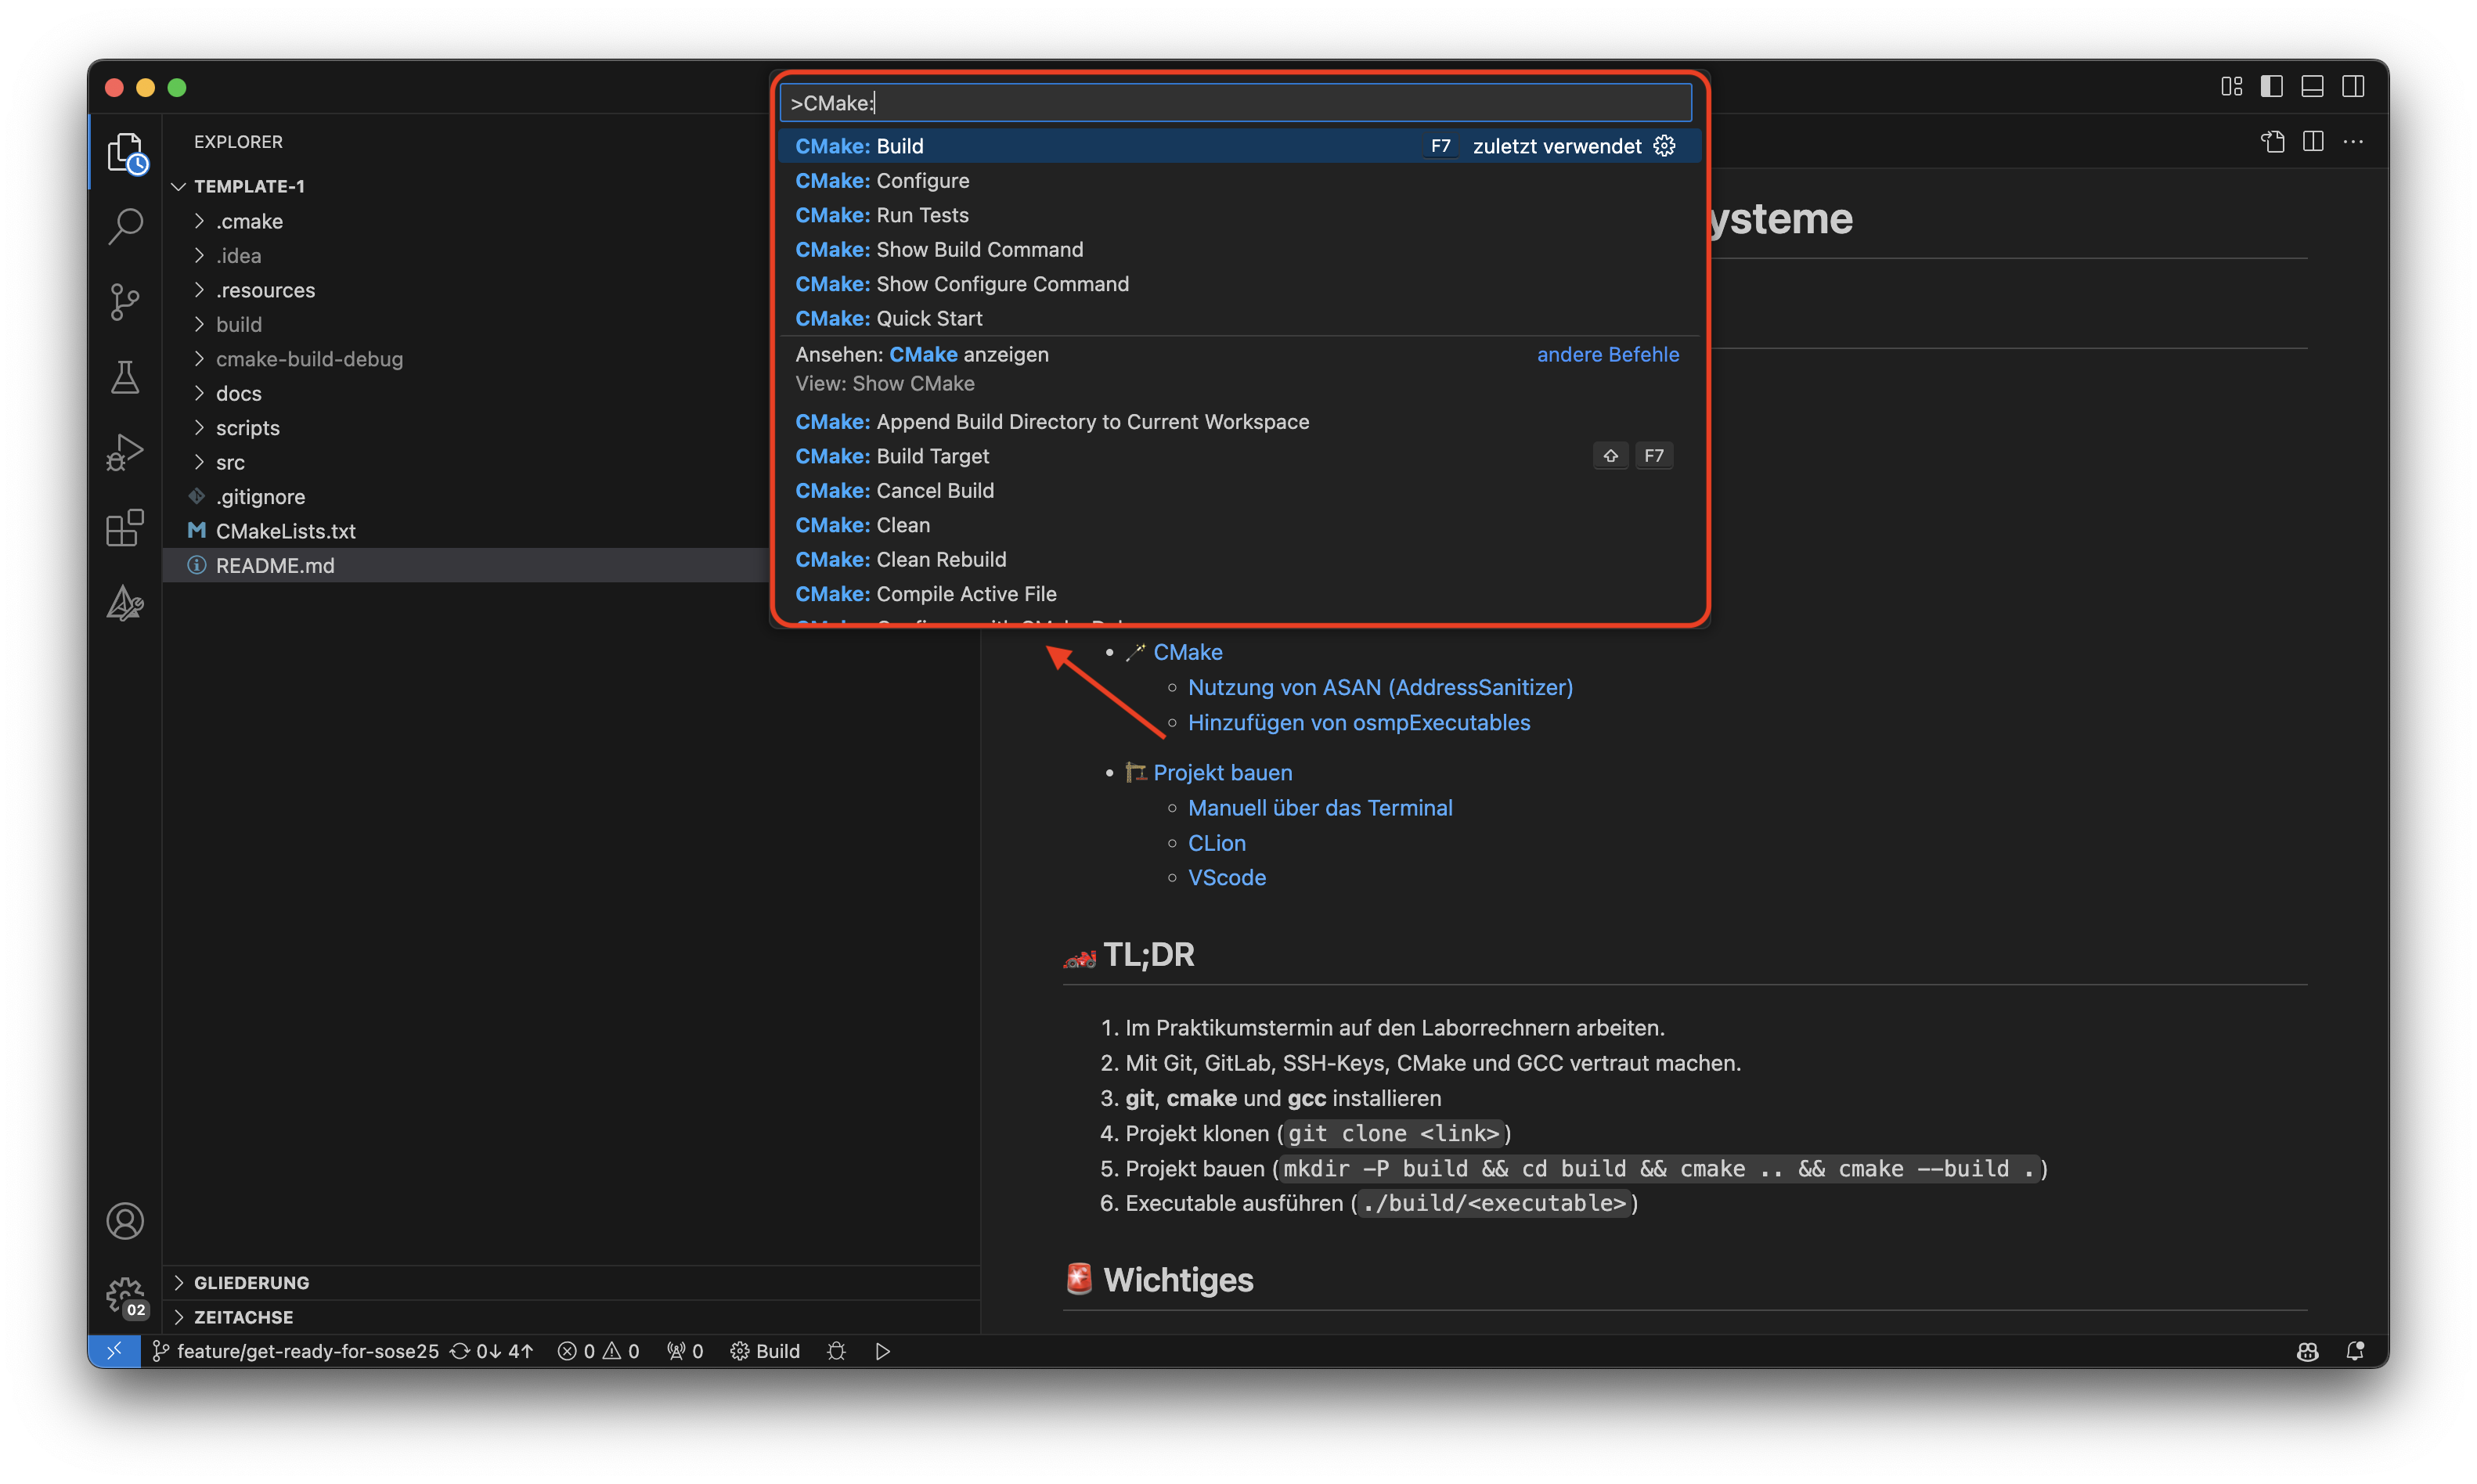 >CMake:
CMake: Build F7 zuletzt verwendet
CMake: Configure
CMake: Run Tests
CMake: Show Build Command
CMake: Show Configure Command
CMake: Quick Start
Ansehen: CMake anzeigen andere Befehle
View: Show CMake
CMake: Append Build Directory to Current Workspace
CMake: Build Target ⇧ F7
CMake: Cancel Build
CMake: Clean
CMake: Clean Rebuild
CMake: Compile Active File
EXPLORER
TEMPLATE-1
.cmake
.idea
.resources
build
cmake-build-debug
docs
scripts
src
.gitignore
CMakeLists.txt
README.md
GLIEDERUNG
ZEITACHSE
02
ysteme
CMake
Nutzung von ASAN (AddressSanitizer)
Hinzufügen von osmpExecutables
Projekt bauen
Manuell über das Terminal
CLion
VScode
TL;DR
1. Im Praktikumstermin auf den Laborrechnern arbeiten.
2. Mit Git, GitLab, SSH-Keys, CMake und GCC vertraut machen.
3. git, cmake und gcc installieren
4. Projekt klonen (git clone <link>)
5. Projekt bauen (mkdir -P build && cd build && cmake .. && cmake --build .)
6. Executable ausführen (./build/<executable>)
Wichtiges
feature/get-ready-for-sose25 0↓ 4↑ 0 0 0 Build